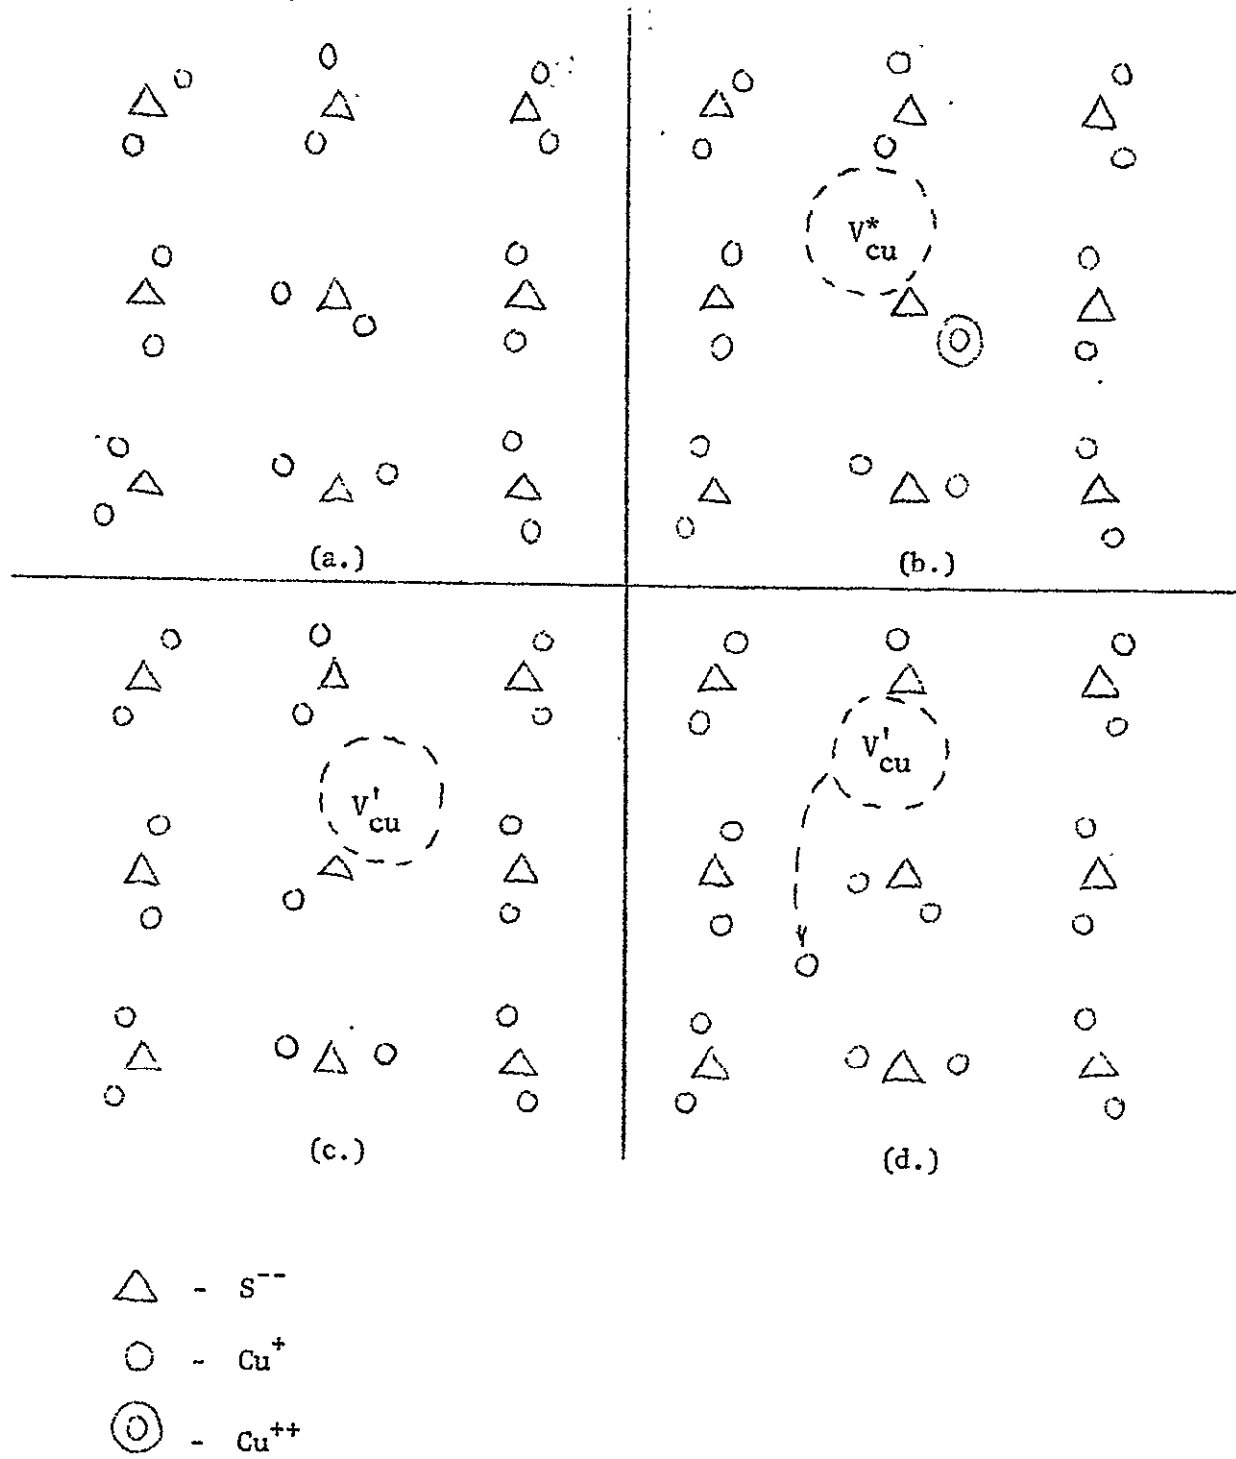 V*cu
(a.)
(b.)
V'cu
V'cu
(c.)
(d.)
- S--
- Cu+
- Cu++